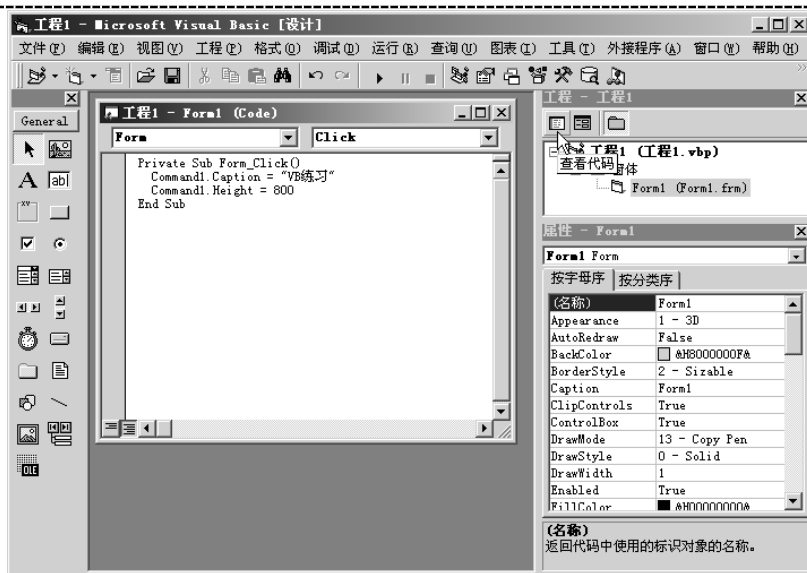 工程1 - Microsoft Visual Basic [设计]
文件(F) 编辑(E) 视图(V) 工程(P) 格式(O) 调试(D) 运行(R) 查询(U) 图表(I) 工具(T) 外接程序(A) 窗口(W) 帮助(H)
General
A
ab
XY
OLE
工程1 - Form1 (Code)
Form
Click
Private Sub Form_Click()
Command1.Caption = "VB练习"
Command1.Height = 800
End Sub
工程 - 工程1
工程1 (工程1.vbp)
查看代码
体
Form1 (Form1.frm)
属性 - Form1
Form1 Form
按字母序 按分类序
(名称) Form1
Appearance 1 - 3D
AutoRedraw False
BackColor &H8000000F&
BorderStyle 2 - Sizable
Caption Form1
ClipControls True
ControlBox True
DrawMode 13 - Copy Pen
DrawStyle 0 - Solid
DrawWidth 1
Enabled True
FillColor &H00000000&
(名称)
返回代码中使用的标识对象的名称。